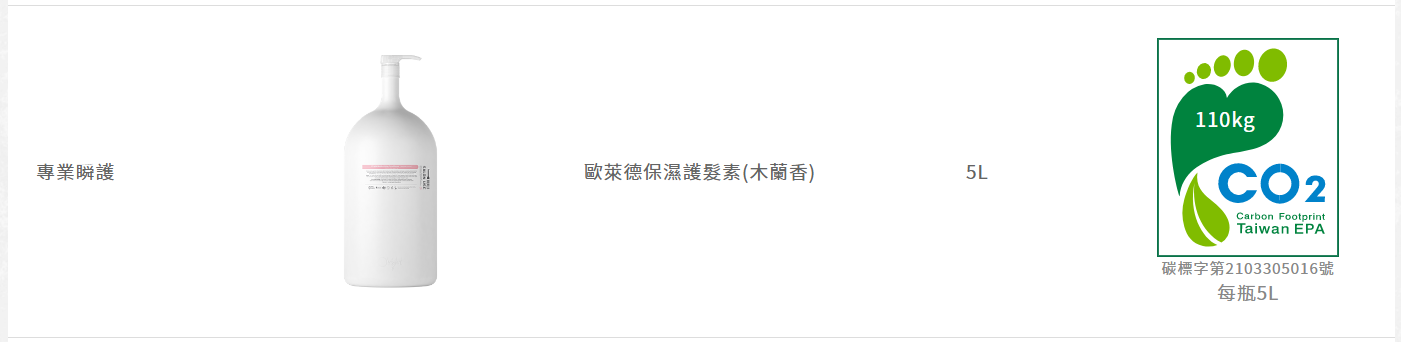 專業瞬護
歐萊德保濕護髮素(木蘭香)
5L
110kg
CO2
Carbon Footprint
Taiwan EPA
碳標字第2103305016號
每瓶5L